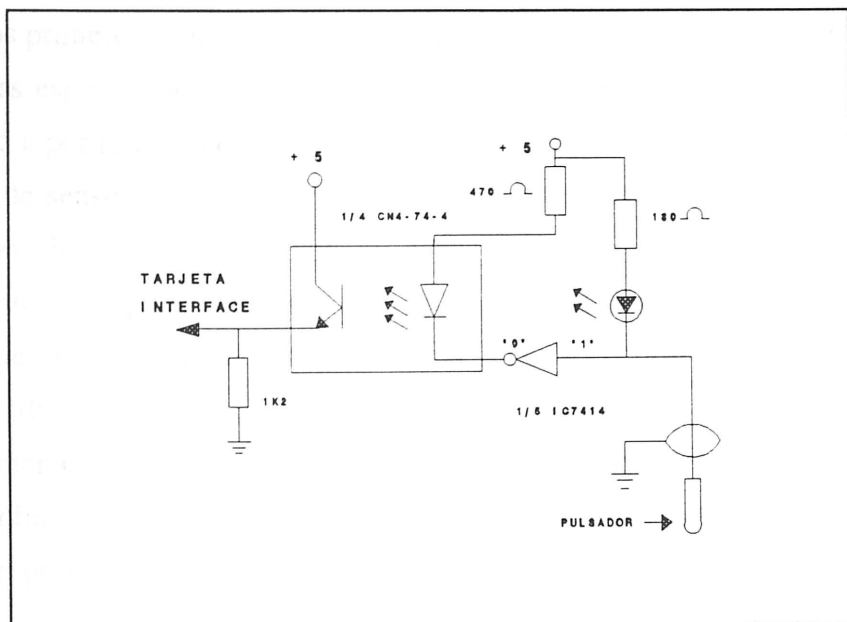 + 5
+ 5
470
1/4 CN4-74-4
180
TARJETA
INTERFACE
"0"
"1"
1K2
1/6 IC7414
PULSADOR